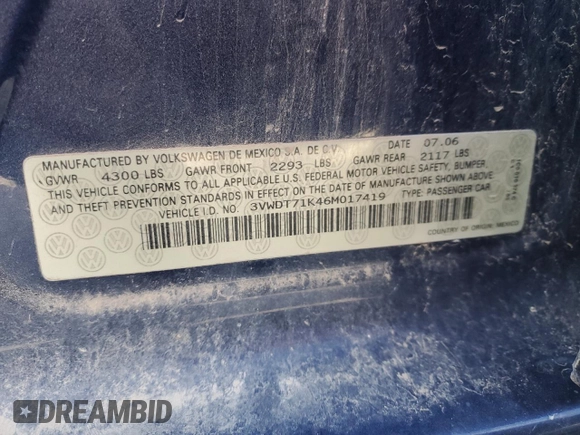 MANUFACTURED BY VOLKSWAGEN DE MEXICO S.A. DE C.V. DATE 07.06
GVWR 4300 LBS GAWR FRONT 2293 LBS GAWR REAR 2117 LBS
THIS VEHICLE CONFORMS TO ALL APPLICABLE U.S. FEDERAL MOTOR VEHICLE SAFETY, BUMPER,
AND THEFT PREVENTION STANDARDS IN EFFECT ON THE DATE OF MANUFACTURE SHOWN ABOVE.
VEHICLE I.D. NO. 3VWDT71K46M017419 TYPE: PASSENGER CAR
COUNTRY OF ORIGIN: MEXICO
DREAMBID